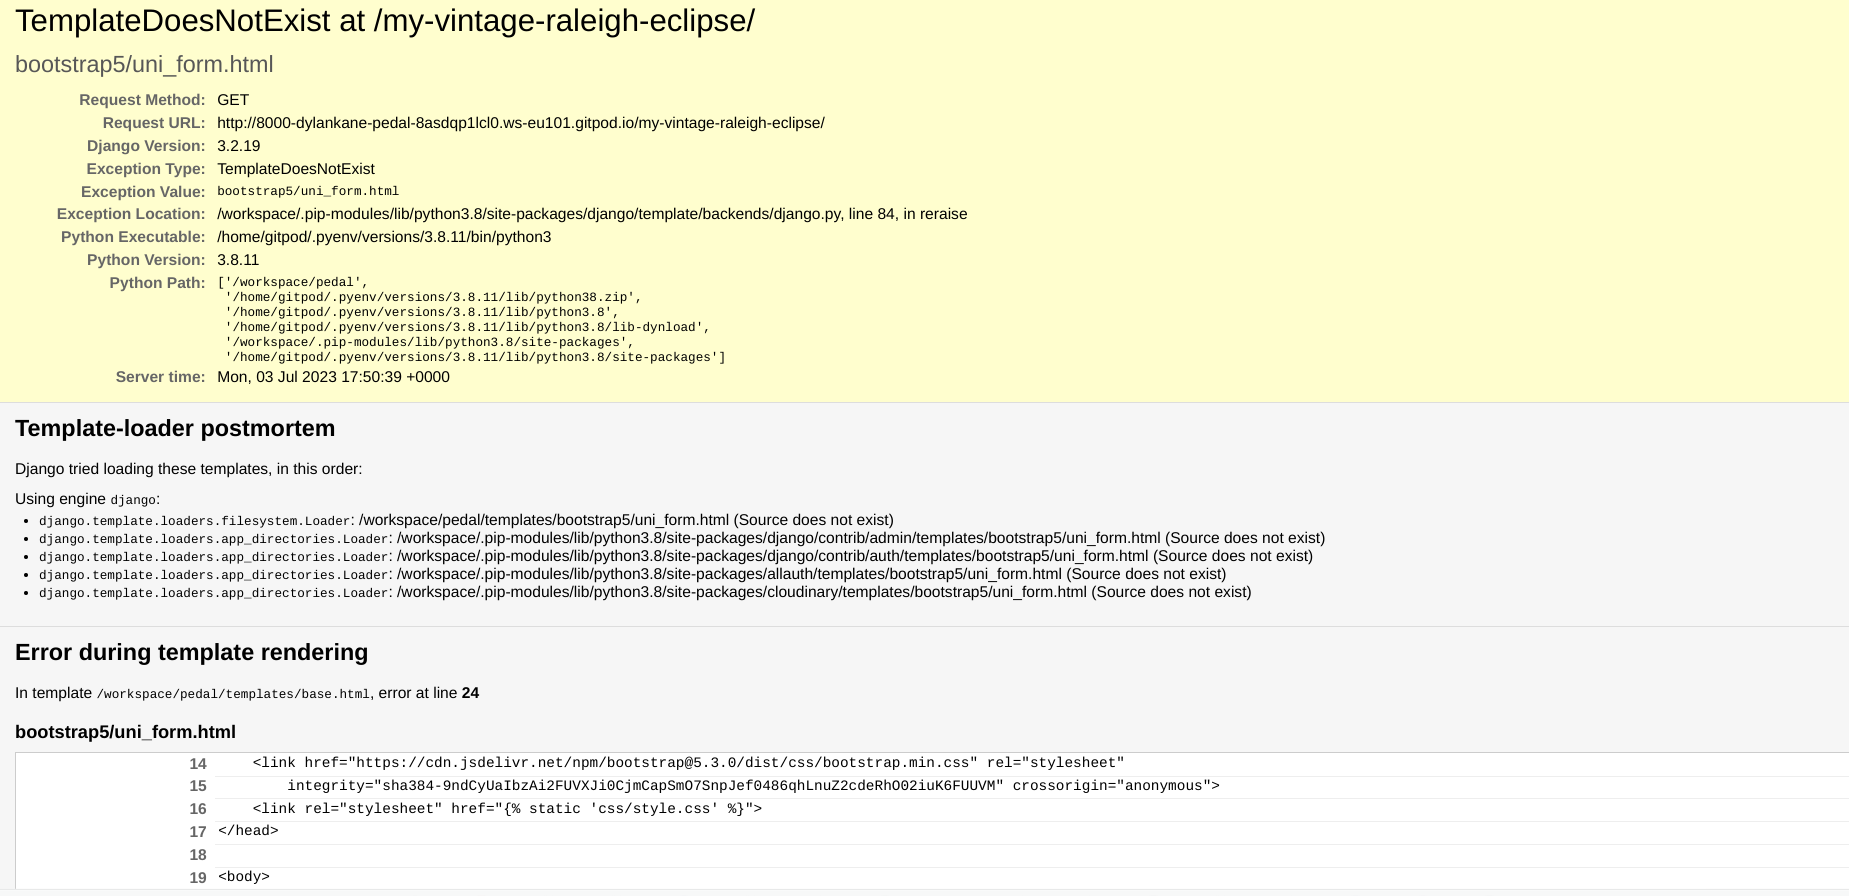 TemplateDoesNotExist at /my-vintage-raleigh-eclipse/
bootstrap5/uni_form.html
Request Method: GET
Request URL: http://8000-dylankane-pedal-8asdqp1lcl0.ws-eu101.gitpod.io/my-vintage-raleigh-eclipse/
Django Version: 3.2.19
Exception Type: TemplateDoesNotExist
Exception Value: bootstrap5/uni_form.html
Exception Location: /workspace/.pip-modules/lib/python3.8/site-packages/django/template/backends/django.py, line 84, in reraise
Python Executable: /home/gitpod/.pyenv/versions/3.8.11/bin/python3
Python Version: 3.8.11
Python Path: ['/workspace/pedal',
'/home/gitpod/.pyenv/versions/3.8.11/lib/python38.zip',
'/home/gitpod/.pyenv/versions/3.8.11/lib/python3.8',
'/home/gitpod/.pyenv/versions/3.8.11/lib/python3.8/lib-dynload',
'/workspace/.pip-modules/lib/python3.8/site-packages',
'/home/gitpod/.pyenv/versions/3.8.11/lib/python3.8/site-packages']
Server time: Mon, 03 Jul 2023 17:50:39 +0000
Template-loader postmortem
Django tried loading these templates, in this order:
Using engine django:
• django.template.loaders.filesystem.Loader: /workspace/pedal/templates/bootstrap5/uni_form.html (Source does not exist)
• django.template.loaders.app_directories.Loader: /workspace/.pip-modules/lib/python3.8/site-packages/django/contrib/admin/templates/bootstrap5/uni_form.html (Source does not exist)
• django.template.loaders.app_directories.Loader: /workspace/.pip-modules/lib/python3.8/site-packages/django/contrib/auth/templates/bootstrap5/uni_form.html (Source does not exist)
• django.template.loaders.app_directories.Loader: /workspace/.pip-modules/lib/python3.8/site-packages/allauth/templates/bootstrap5/uni_form.html (Source does not exist)
• django.template.loaders.app_directories.Loader: /workspace/.pip-modules/lib/python3.8/site-packages/cloudinary/templates/bootstrap5/uni_form.html (Source does not exist)
Error during template rendering
In template /workspace/pedal/templates/base.html, error at line 24
bootstrap5/uni_form.html
14 <link href="https://cdn.jsdelivr.net/npm/bootstrap@5.3.0/dist/css/bootstrap.min.css" rel="stylesheet"
15 integrity="sha384-9ndCyUaIbzAi2FUVXJi0CjmCapSmO7SnpJef0486qhLnuZ2cdeRhO02iuK6FUUVM" crossorigin="anonymous">
16 <link rel="stylesheet" href="{% static 'css/style.css' %}">
17 </head>
18
19 <body>